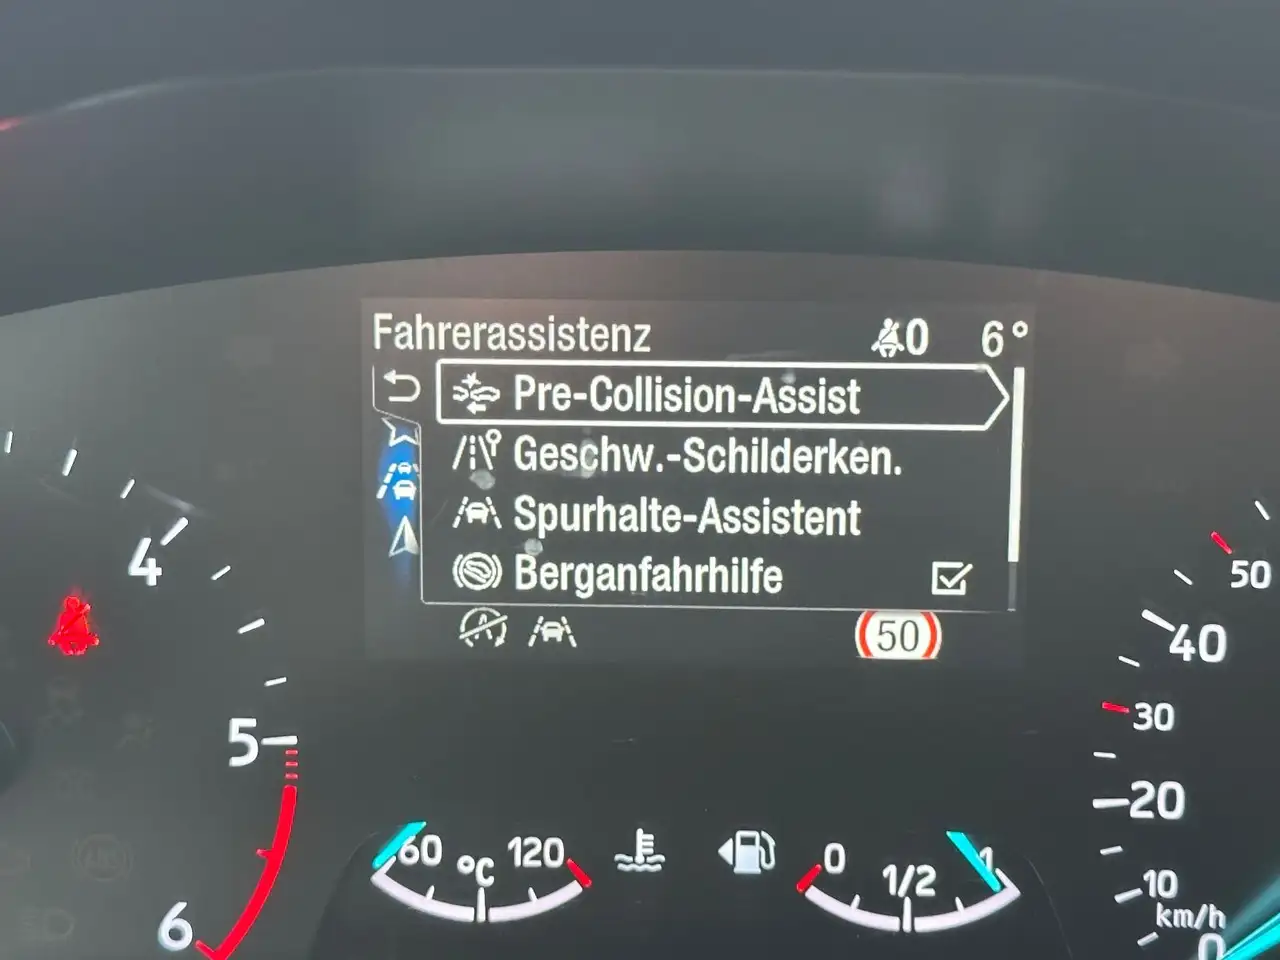 Fahrerassistenz 0 6°
Pre-Collision-Assist
Geschw.-Schilderken.
Spurhalte-Assistent
Berganfahrhilfe
50
4
5
6
60 °C 120
0 1/2 1
50
40
30
20
10
km/h
0